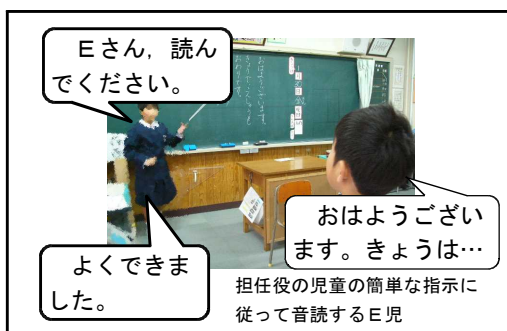 Eさん，読ん
でください。
おはようござい
ます。きょうは…
よくできま
した。
担任役の児童の簡単な指示に
従って音読するE児